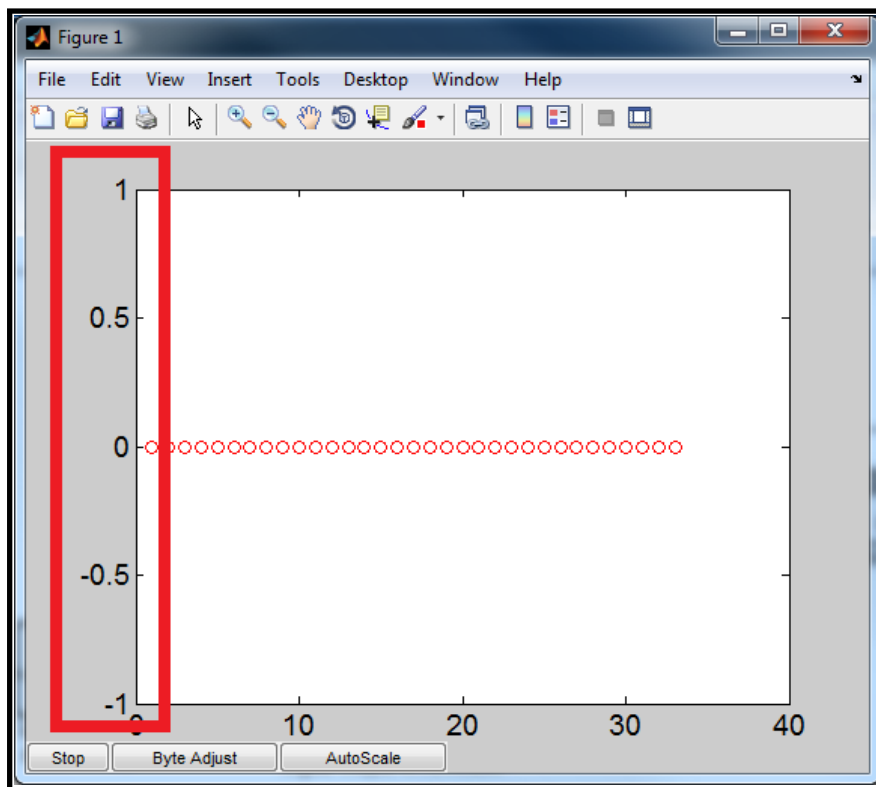 Figure 1
File Edit View Insert Tools Desktop Window Help
1
0.5
0
-0.5
-1
0 10 20 30 40
Stop Byte Adjust AutoScale